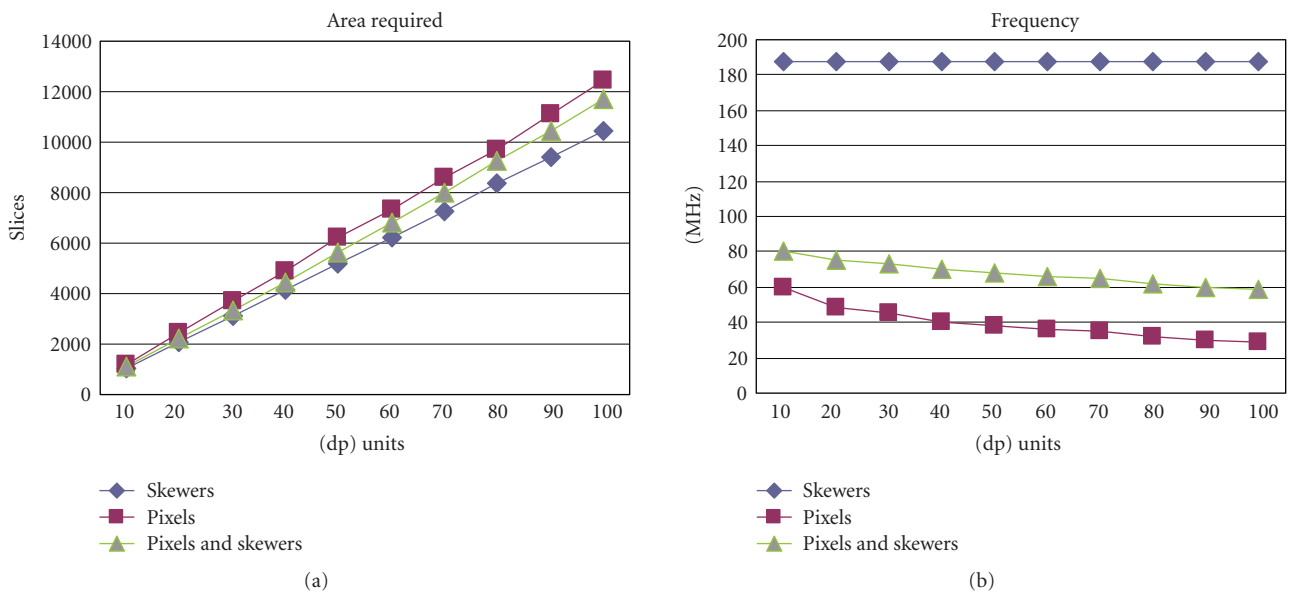 Area required
14000
12000
10000
8000
6000
4000
2000
0
Slices
10 20 30 40 50 60 70 80 90 100
(dp) units
Skewers
Pixels
Pixels and skewers
(a)
Frequency
200
180
160
140
120
100
80
60
40
20
0
(MHz)
10 20 30 40 50 60 70 80 90 100
(dp) units
Skewers
Pixels
Pixels and skewers
(b)